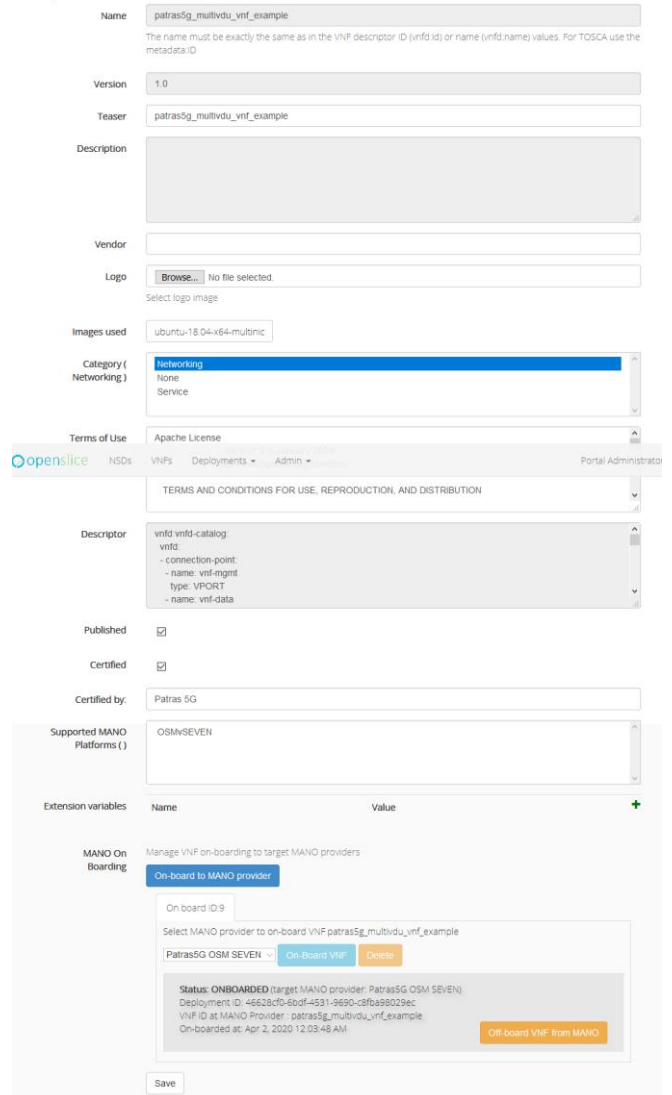 Name
patras5g_multivdu_vnf_example
The name must be exactly the same as in the VNF descriptor ID (vnfd:id) or name (vnfd:name) values. For TOSCA use the
metadata:ID
Version
1.0
Teaser
patras5g_multivdu_vnf_example
Description
Vendor
Logo
Browse... No file selected.
Select logo image
Images used
ubuntu-18.04-x64-multinic
Category (
Networking )
Networking
None
Service
Terms of Use
Apache License
openslice NSDs VNFs Deployments Admin Portal Administrator
TERMS AND CONDITIONS FOR USE, REPRODUCTION, AND DISTRIBUTION
Descriptor
vnfd:vnfd-catalog:
vnfd:
- connection-point:
- name: vnf-mgmt
type: VPORT
- name: vnf-data
Published
Certified
Certified by:
Patras 5G
Supported MANO
Platforms ( )
OSMvSEVEN
Extension variables
Name Value +
MANO On
Boarding
Manage VNF on-boarding to target MANO providers
On-board to MANO provider
On board ID:9
Select MANO provider to on-board VNF patras5g_multivdu_vnf_example
Patras5G OSM SEVEN On-Board VNF Delete
Status: ONBOARDED (target MANO provider: Patras5G OSM SEVEN)
Deployment ID: 46628cf0-6bdf-4531-9690-c8fba98029ec
VNF ID at MANO Provider : patras5g_multivdu_vnf_example
On-boarded at: Apr 2, 2020 12:03:48 AM
Off-board VNF from MANO
Save